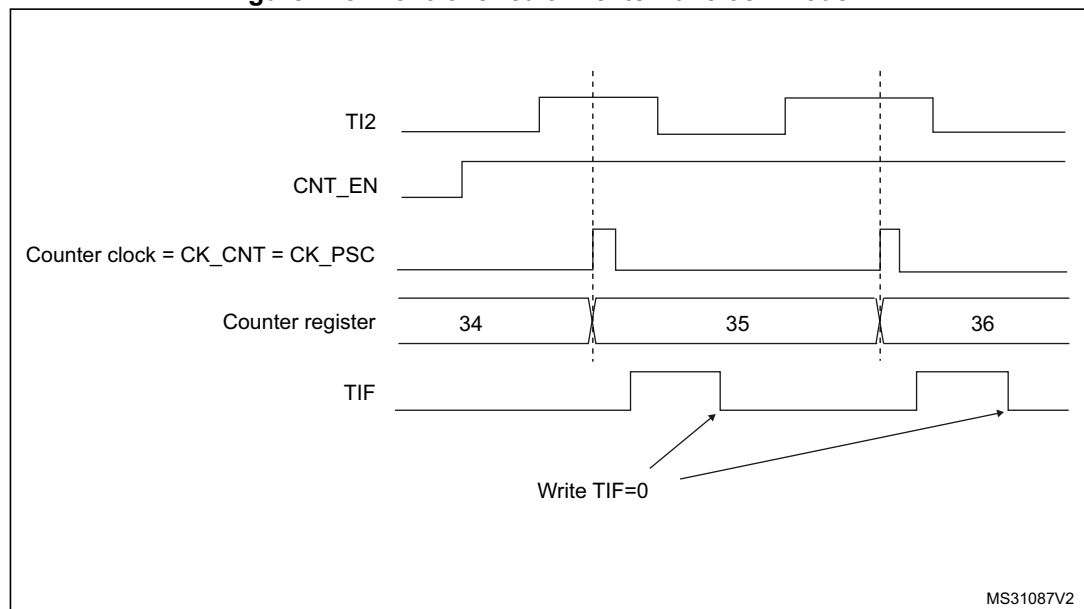 TI2
CNT_EN
Counter clock = CK_CNT = CK_PSC
Counter register 34 35 36
TIF
Write TIF=0
MS31087V2